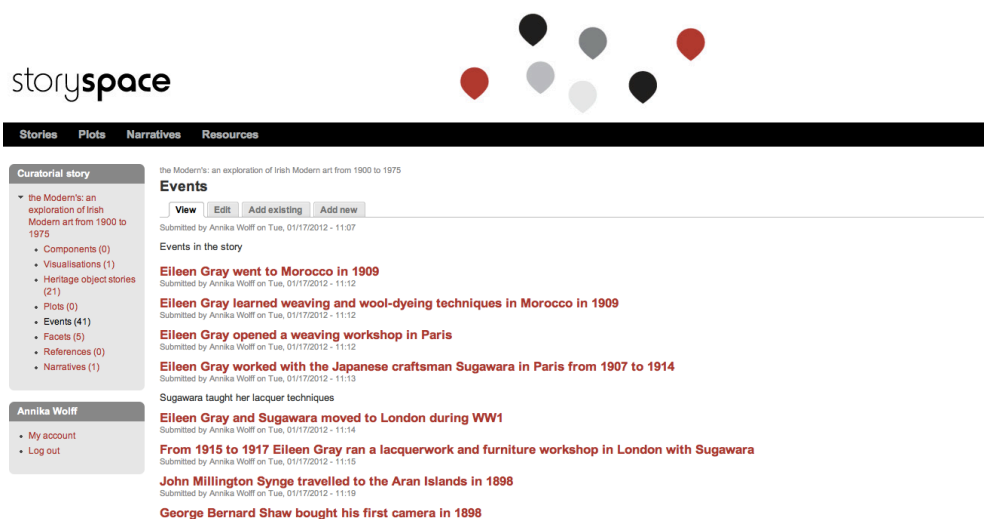 storyspace
Stories Plots Narratives Resources
Curatorial story
the Modern's: an
exploration of Irish
Modern art from 1900 to
1975
Components (0)
Visualisations (1)
Heritage object stories
(21)
Plots (0)
Events (41)
Facets (5)
References (0)
Narratives (1)
Annika Wolff
My account
Log out
the Modern's: an exploration of Irish Modern art from 1900 to 1975
Events
View Edit Add existing Add new
Submitted by Annika Wolff on Tue, 01/17/2012 - 11:07
Events in the story
Eileen Gray went to Morocco in 1909
Submitted by Annika Wolff on Tue, 01/17/2012 - 11:12
Eileen Gray learned weaving and wool-dyeing techniques in Morocco in 1909
Submitted by Annika Wolff on Tue, 01/17/2012 - 11:12
Eileen Gray opened a weaving workshop in Paris
Submitted by Annika Wolff on Tue, 01/17/2012 - 11:12
Eileen Gray worked with the Japanese craftsman Sugawara in Paris from 1907 to 1914
Submitted by Annika Wolff on Tue, 01/17/2012 - 11:13
Sugawara taught her lacquer techniques
Eileen Gray and Sugawara moved to London during WW1
Submitted by Annika Wolff on Tue, 01/17/2012 - 11:14
From 1915 to 1917 Eileen Gray ran a lacquerwork and furniture workshop in London with Sugawara
Submitted by Annika Wolff on Tue, 01/17/2012 - 11:15
John Millington Synge travelled to the Aran Islands in 1898
Submitted by Annika Wolff on Tue, 01/17/2012 - 11:19
George Bernard Shaw bought his first camera in 1898